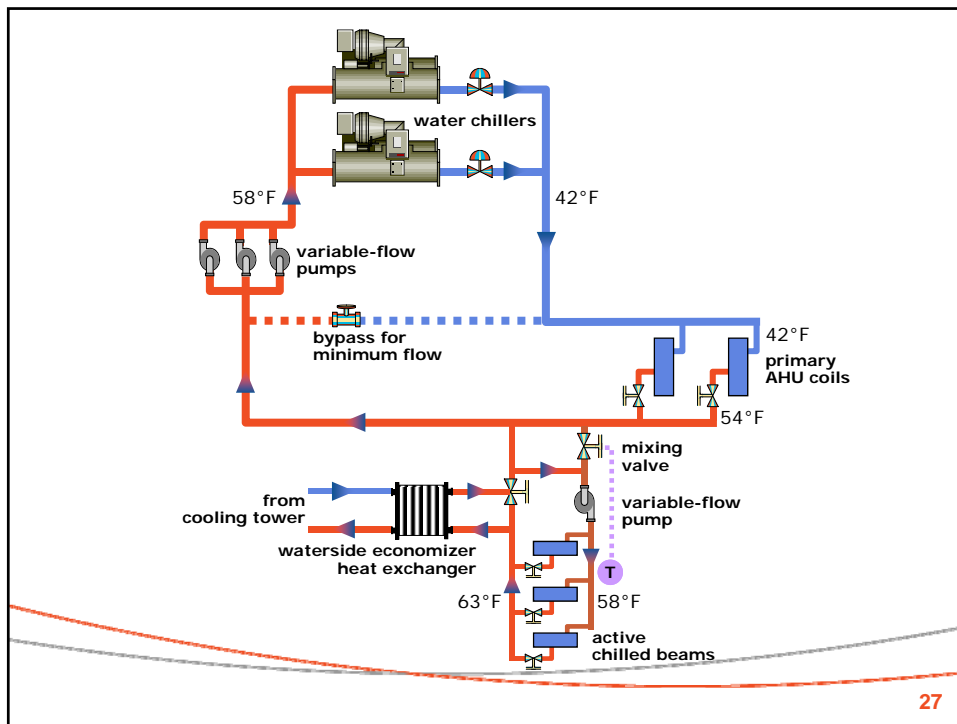 water chillers
58°F
42°F
variable-flow
pumps
bypass for
minimum flow
42°F
primary
AHU coils
54°F
mixing
valve
from
cooling tower
variable-flow
pump
waterside economizer
heat exchanger
T
63°F
58°F
active
chilled beams
27